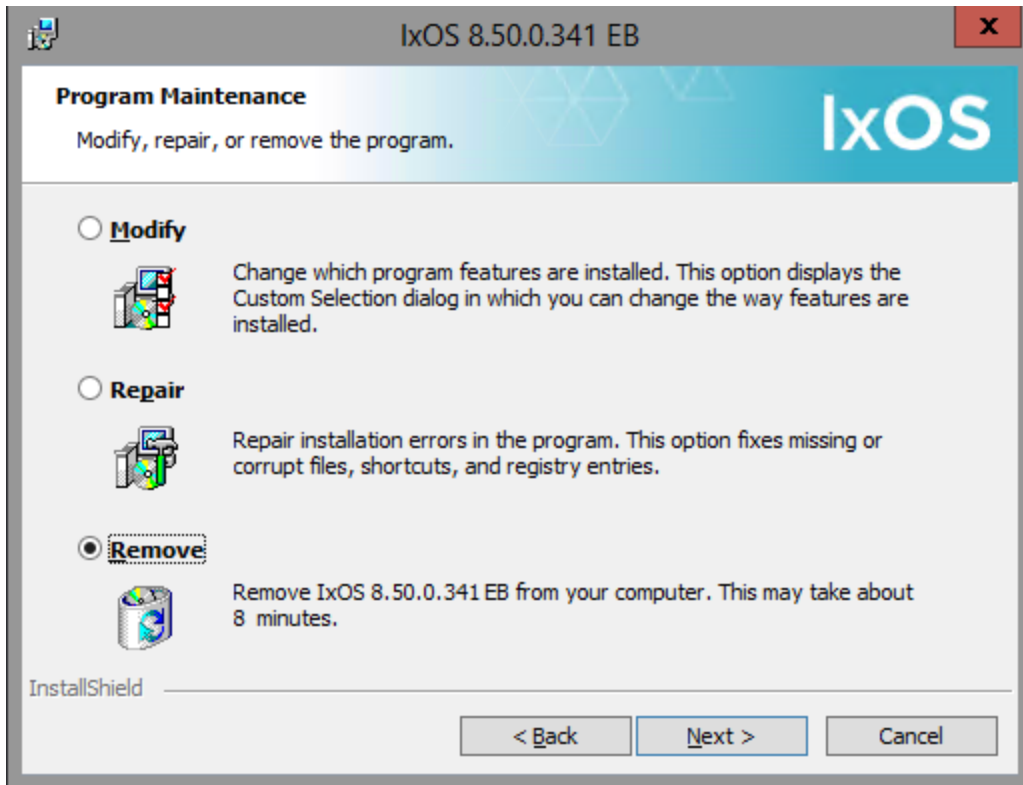 IxOS 8.50.0.341 EB
x
Program Maintenance
Modify, repair, or remove the program.
IxOS
Modify
Change which program features are installed. This option displays the
Custom Selection dialog in which you can change the way features are
installed.
Repair
Repair installation errors in the program. This option fixes missing or
corrupt files, shortcuts, and registry entries.
Remove
Remove IxOS 8.50.0.341 EB from your computer. This may take about
8 minutes.
InstallShield
< Back
Next >
Cancel